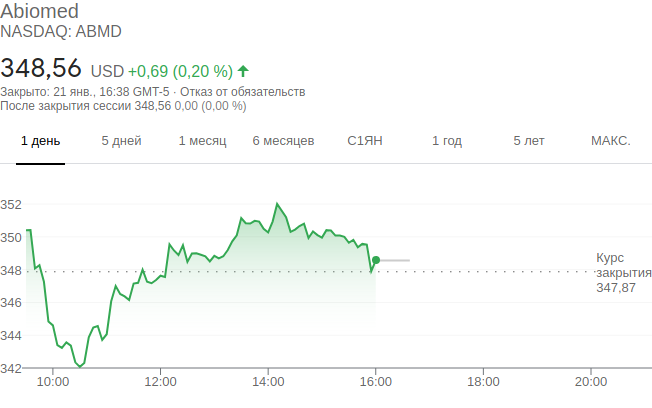 Abiomed
NASDAQ: ABMD
348,56 USD +0,69 (0,20 %)
Закрыто: 21 янв., 16:38 GMT-5 · Отказ от обязательств
После закрытия сессии 348,56 0,00 (0,00 %)
1 день 5 дней 1 месяц 6 месяцев С1ЯН 1 год 5 лет МАКС.
352
350
348
346
344
342
Курс
закрытия
347,87
10:00 12:00 14:00 16:00 18:00 20:00